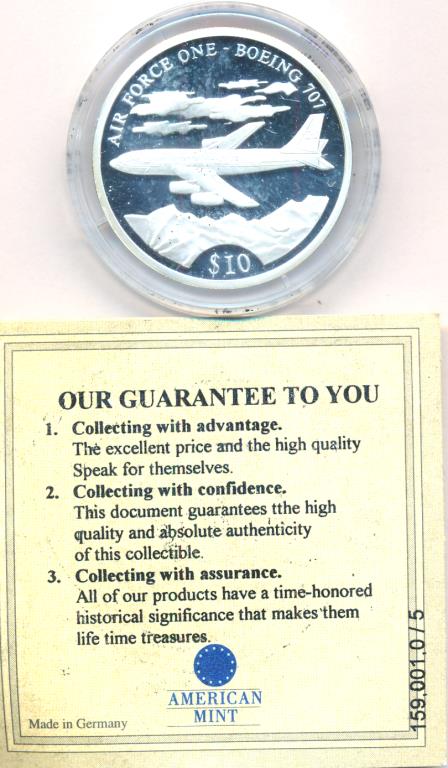 AIR FORCE ONE - BOEING 707
$10
OUR GUARANTEE TO YOU
1. Collecting with advantage.
The excellent price and the high quality
Speak for themselves.
2. Collecting with confidence.
This document guarantees tthe high
quality and absolute authenticity
of this collectible.
3. Collecting with assurance.
All of our products have a time-honored
historical significance that makes them
life time treasures.
AMERICAN
MINT
Made in Germany
159.001.0 / 5